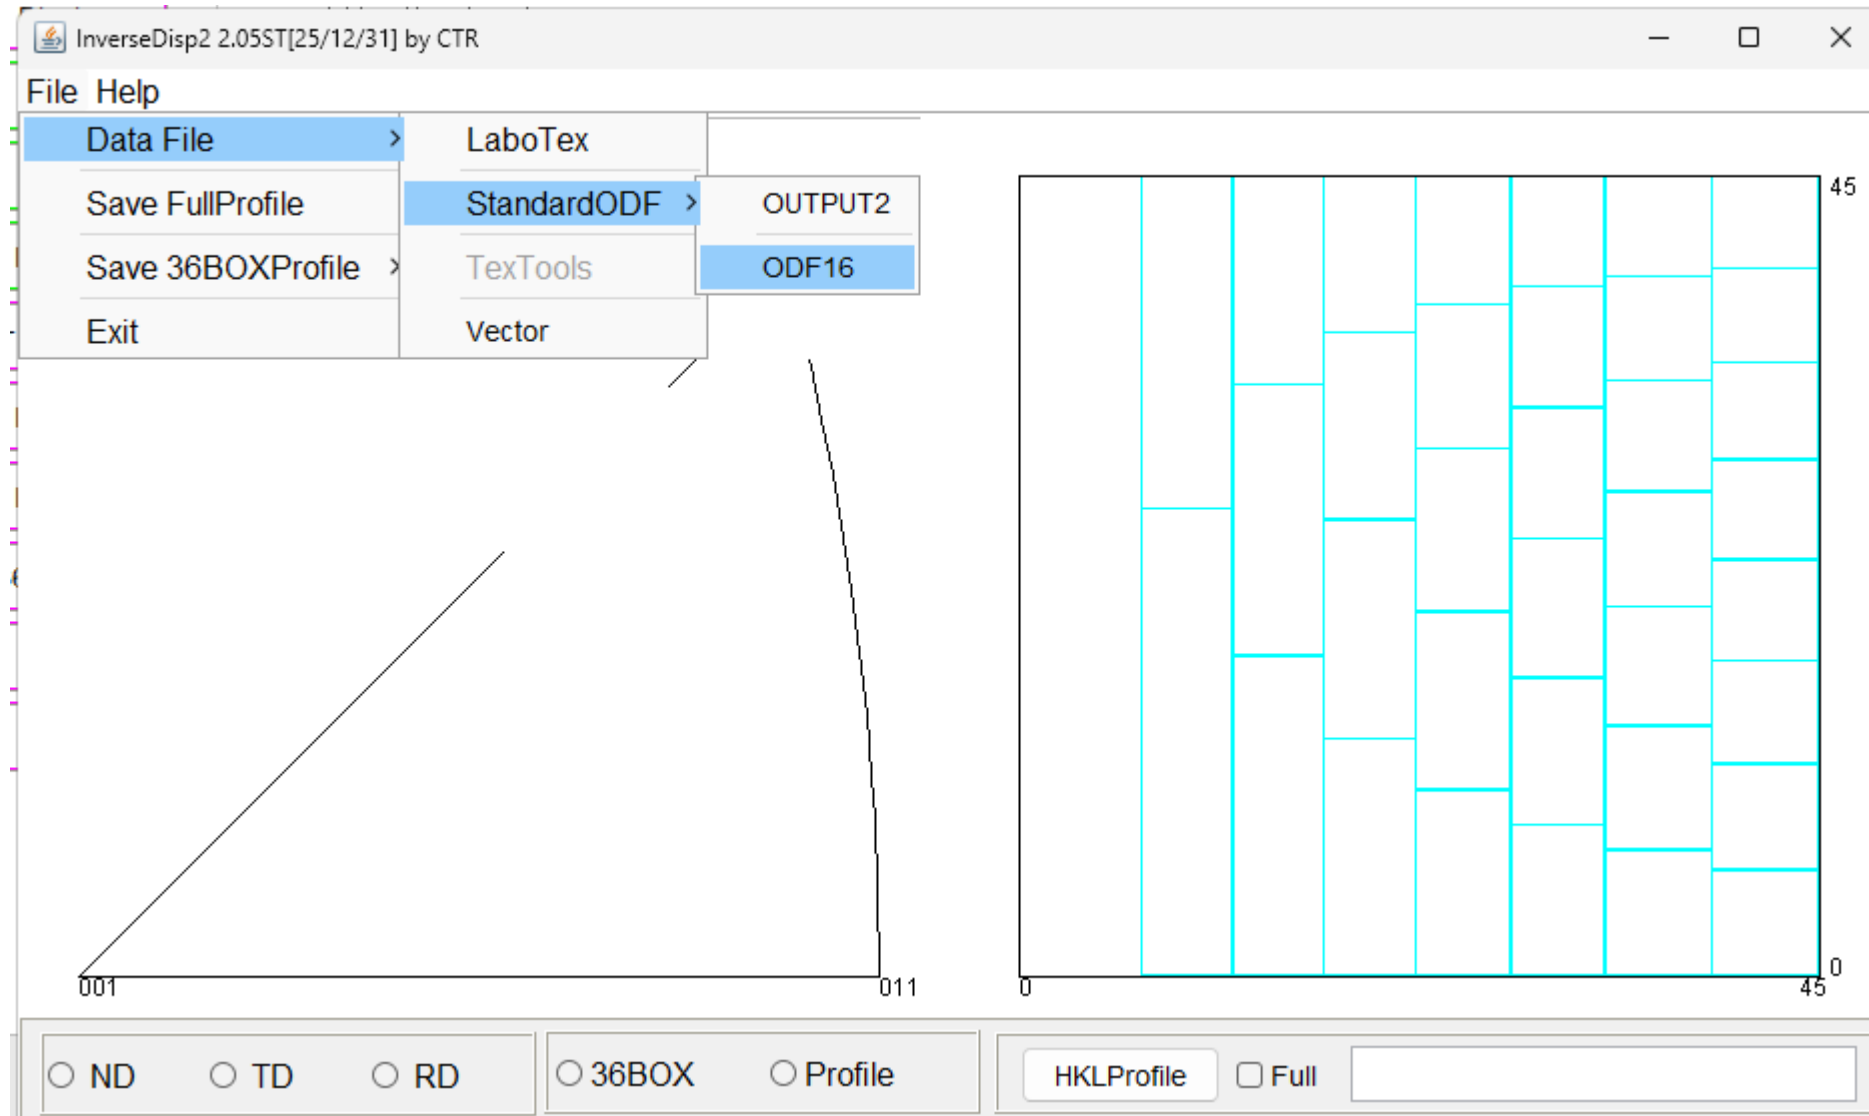 InverseDisp2 2.05ST[25/12/31] by CTR
File Help
Data File > LaboTex
Save FullProfile StandardODF > OUTPUT2
Save 36BOXProfile > TexTools ODF16
Exit Vector
45
001 011 0 45 0
ND TD RD 36BOX Profile HKLProfile Full